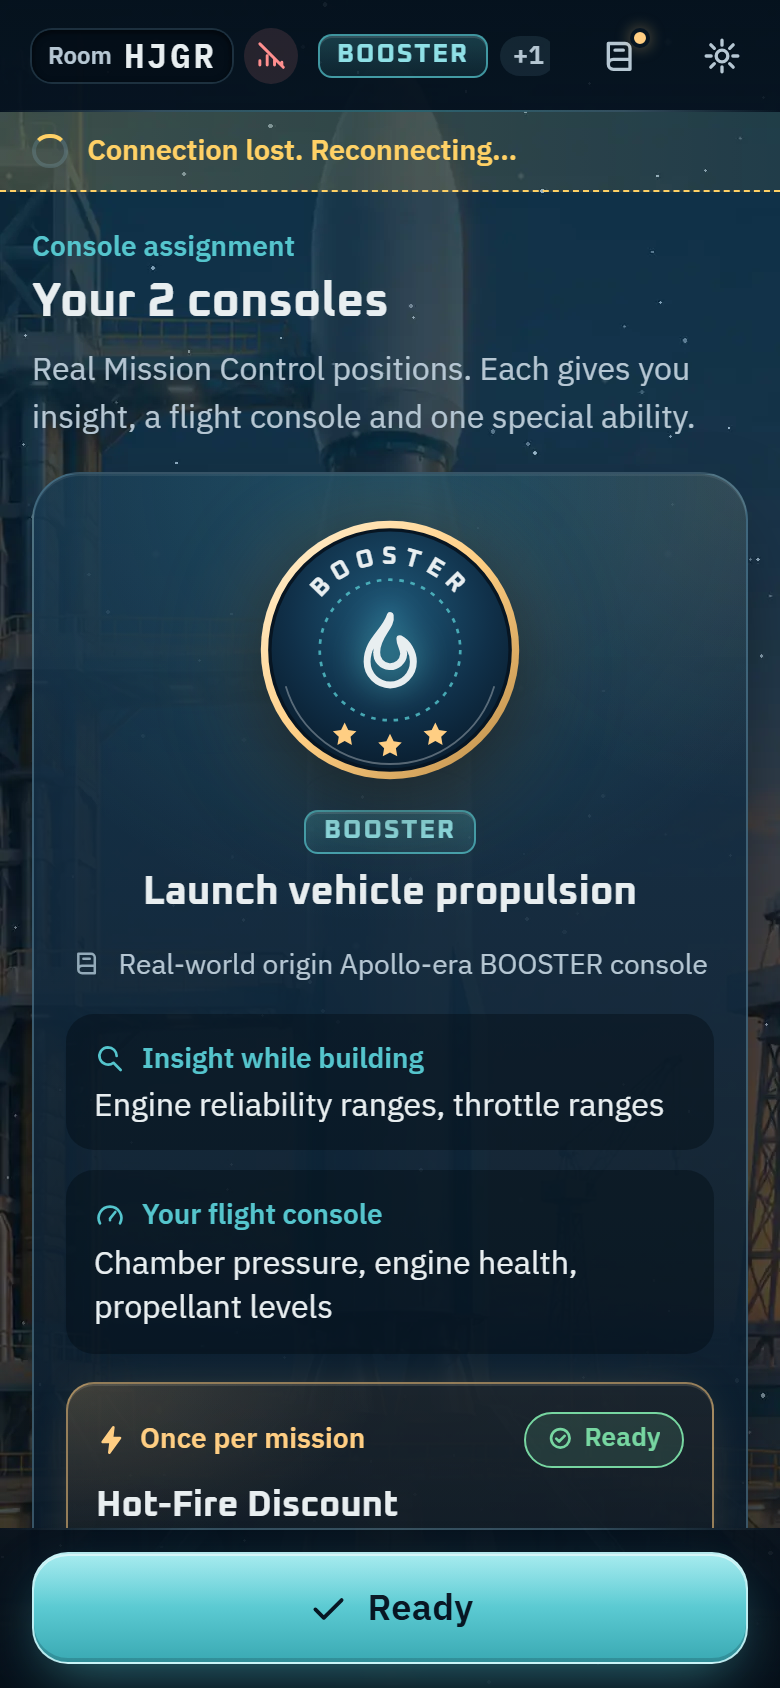 Room HJGR BOOSTER +1
Connection lost. Reconnecting...
Console assignment
Your 2 consoles
Real Mission Control positions. Each gives you
insight, a flight console and one special ability.
BOOSTER
BOOSTER
Launch vehicle propulsion
Real-world origin Apollo-era BOOSTER console
Insight while building
Engine reliability ranges, throttle ranges
Your flight console
Chamber pressure, engine health,
propellant levels
Once per mission Ready
Hot-Fire Discount
Ready